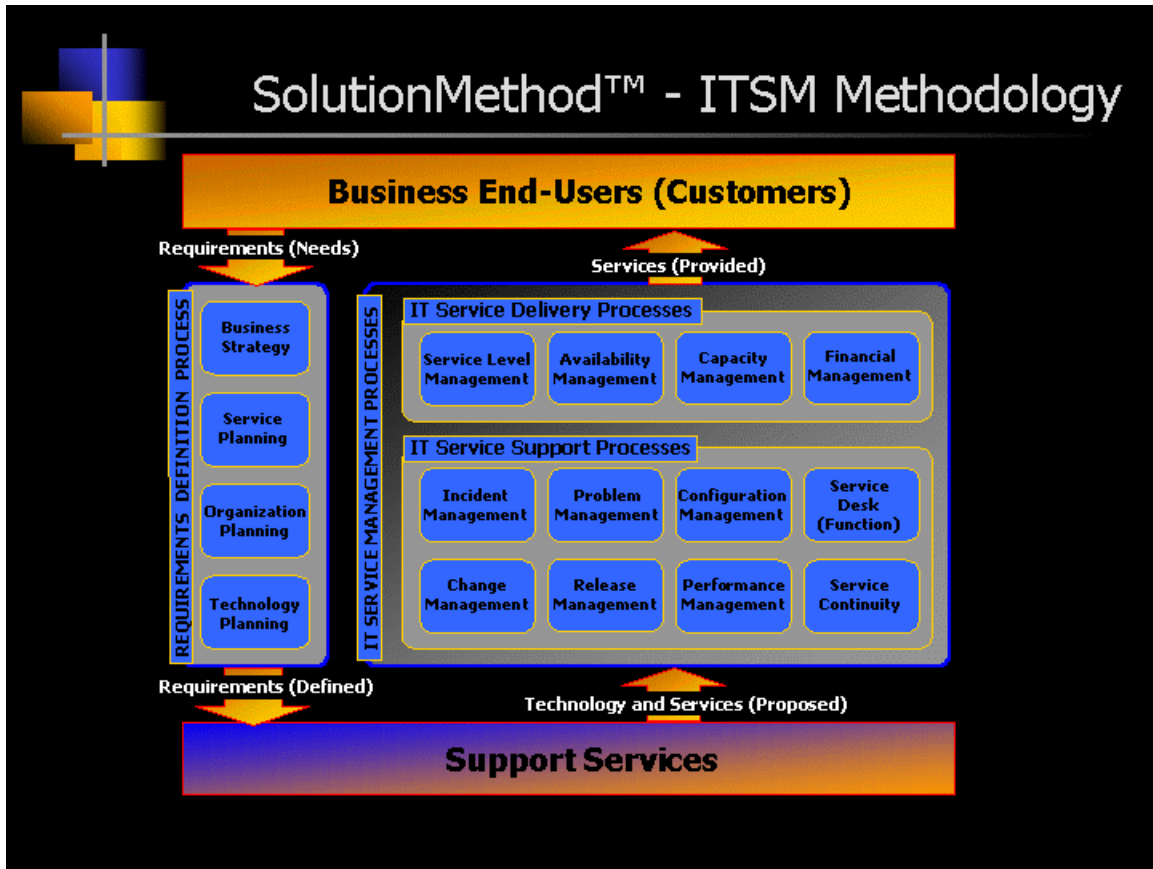 SolutionMethod™ - ITSM Methodology
Business End-Users (Customers)
Requirements (Needs)
Services (Provided)
REQUIREMENTS DEFINITION PROCESS
Business
Strategy
Service
Planning
Organization
Planning
Technology
Planning
IT SERVICE MANAGEMENT PROCESSES
IT Service Delivery Processes
Service Level
Management
Availability
Management
Capacity
Management
Financial
Management
IT Service Support Processes
Incident
Management
Problem
Management
Configuration
Management
Service
Desk
(Function)
Change
Management
Release
Management
Performance
Management
Service
Continuity
Requirements (Defined)
Technology and Services (Proposed)
Support Services